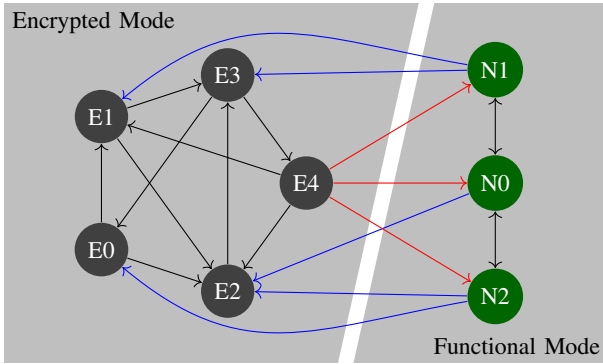 Encrypted Mode
N1
E3
E1
E4
N0
E0
E2
N2
Functional Mode